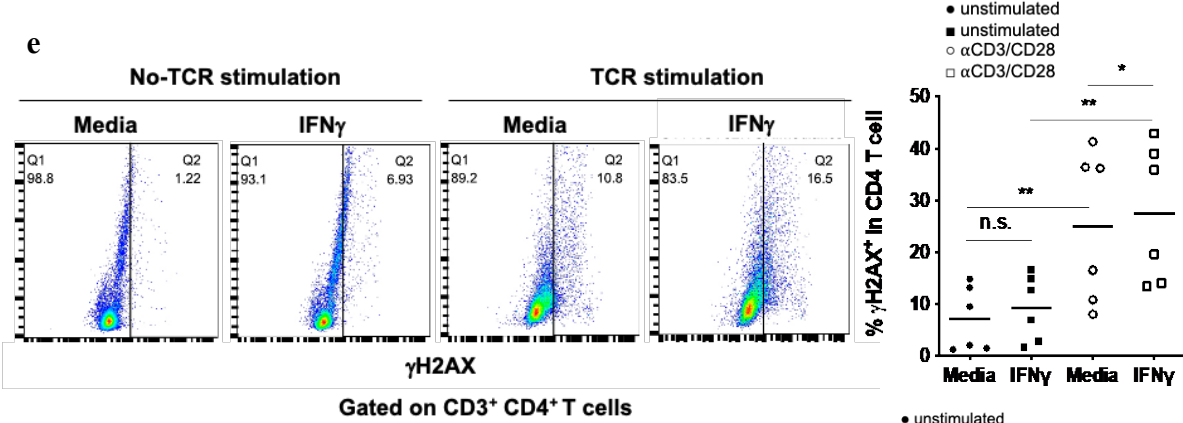 e
No-TCR stimulation
TCR stimulation
Media
IFNγ
Media
IFNγ
Q1
98.8
Q2
1.22
Q1
93.1
Q2
6.93
Q1
89.2
Q2
10.8
Q1
83.5
Q2
16.5
γH2AX
Gated on CD3⁺ CD4⁺ T cells
● unstimulated
■ unstimulated
○ αCD3/CD28
□ αCD3/CD28
*
**
**
n.s.
% γH2AX⁺ In CD4 T cell
50
40
30
20
10
0
Media IFNγ Media IFNγ
● unstimulated